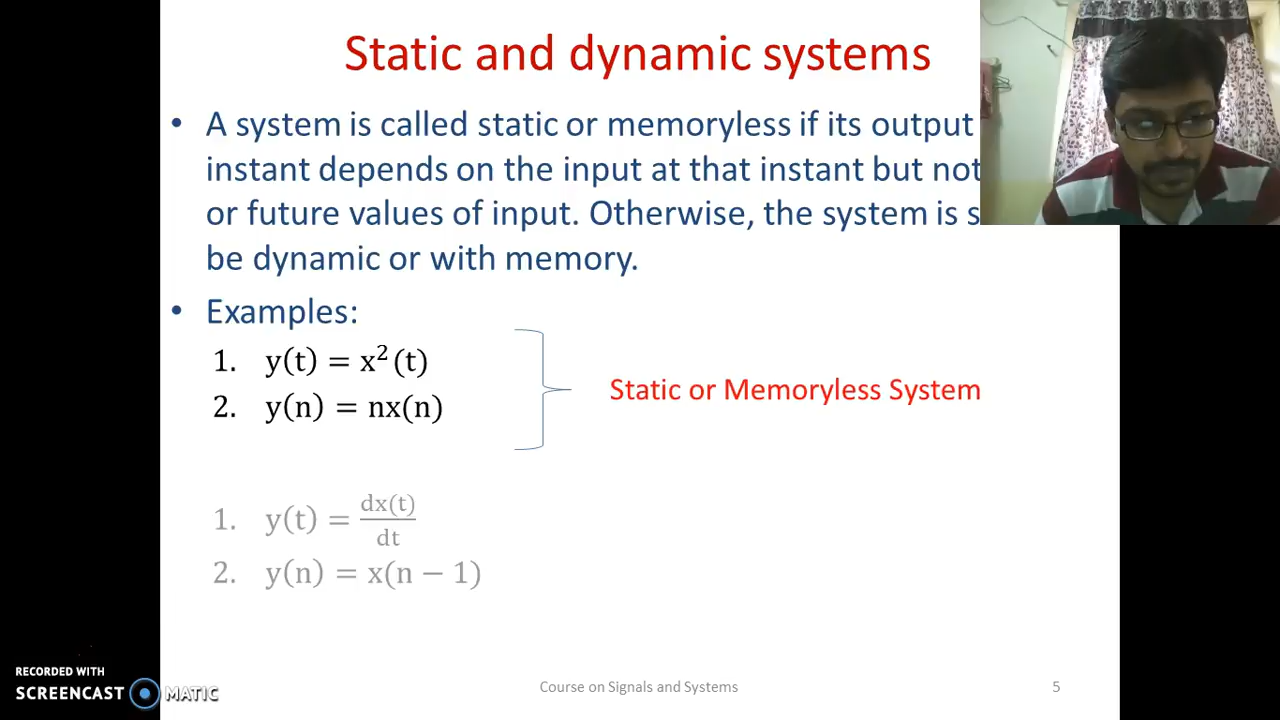 Static and dynamic systems
• A system is called static or memoryless if its output
instant depends on the input at that instant but not
or future values of input. Otherwise, the system is s
be dynamic or with memory.
• Examples:
1. y(t) = x²(t)
2. y(n) = nx(n)
Static or Memoryless System
1. y(t) = dx(t)/dt
2. y(n) = x(n − 1)
RECORDED WITH
SCREENCAST MATIC
Course on Signals and Systems
5